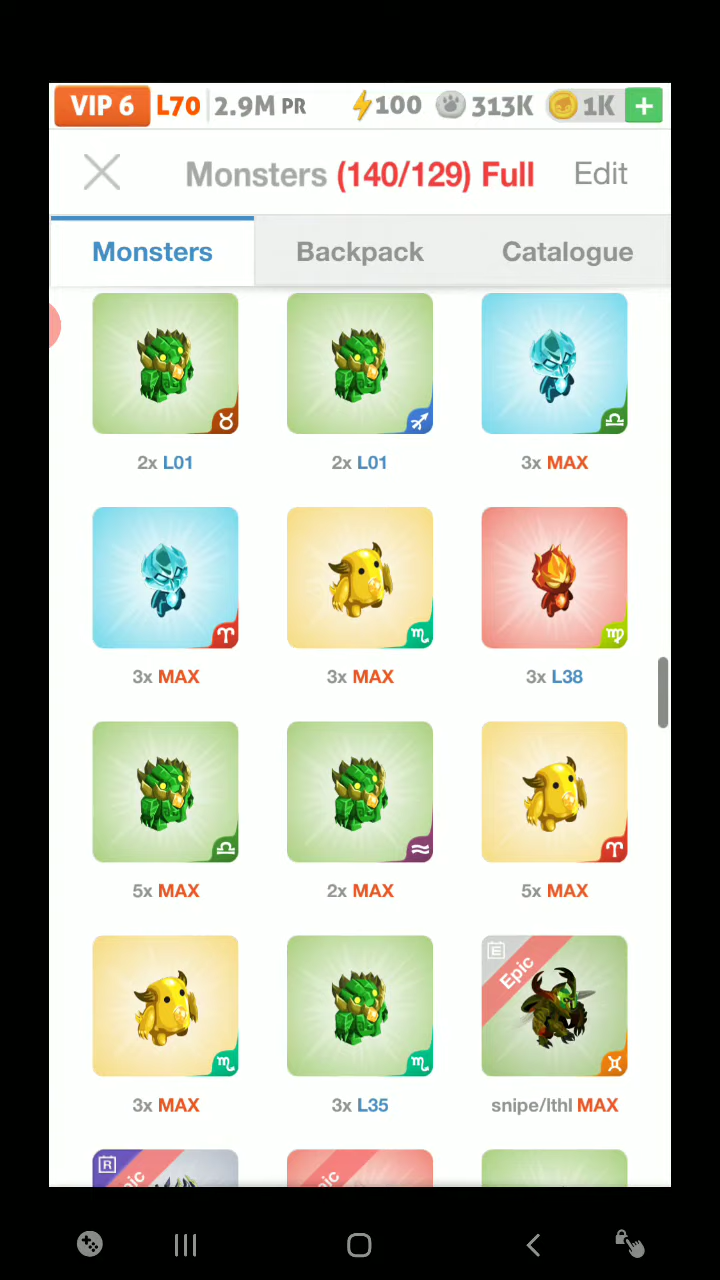 VIP 6 L70 2.9M PR 100 313K 1K +
Monsters (140/129) Full Edit
Monsters Backpack Catalogue
2x L01 2x L01 3x MAX
3x MAX 3x MAX 3x L38
5x MAX 2x MAX 5x MAX
E
Epic
3x MAX 3x L35 snipe/lthl MAX
R